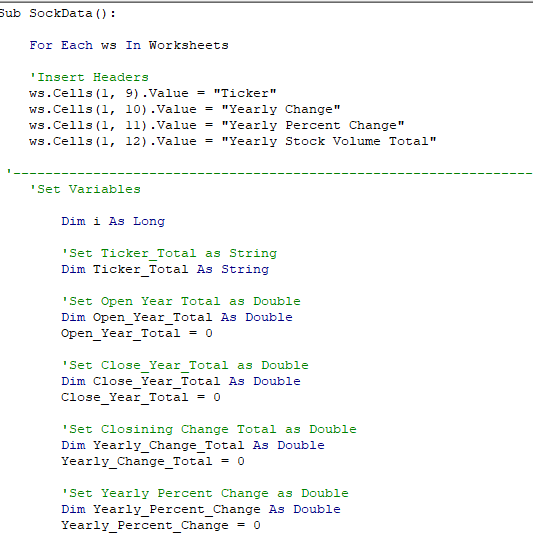 Sub SockData():
For Each ws In Worksheets
'Insert Headers
ws.Cells(1, 9).Value = "Ticker"
ws.Cells(1, 10).Value = "Yearly Change"
ws.Cells(1, 11).Value = "Yearly Percent Change"
ws.Cells(1, 12).Value = "Yearly Stock Volume Total"
'-----------------------------------------------------------------
'Set Variables
Dim i As Long
'Set Ticker_Total as String
Dim Ticker_Total As String
'Set Open Year Total as Double
Dim Open_Year_Total As Double
Open_Year_Total = 0
'Set Close_Year_Total as Double
Dim Close_Year_Total As Double
Close_Year_Total = 0
'Set Closining Change Total as Double
Dim Yearly_Change_Total As Double
Yearly_Change_Total = 0
'Set Yearly Percent Change as Double
Dim Yearly_Percent_Change As Double
Yearly_Percent_Change = 0